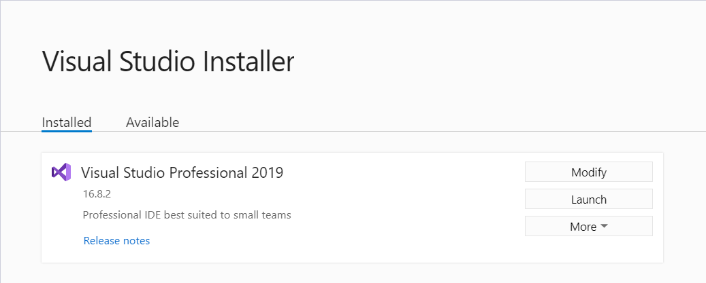 Visual Studio Installer
Installed Available
Visual Studio Professional 2019
16.8.2
Professional IDE best suited to small teams
Release notes
Modify
Launch
More